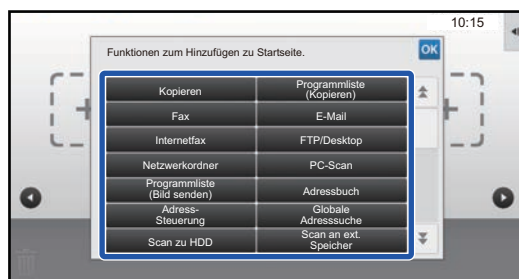 10:15
Funktionen zum Hinzufügen zu Startseite.
OK
Kopieren
Programmliste
(Kopieren)
Fax
E-Mail
Internetfax
FTP/Desktop
Netzwerkordner
PC-Scan
Programmliste
(Bild senden)
Adressbuch
Adress-
Steuerung
Globale
Adresssuche
Scan zu HDD
Scan an ext.
Speicher